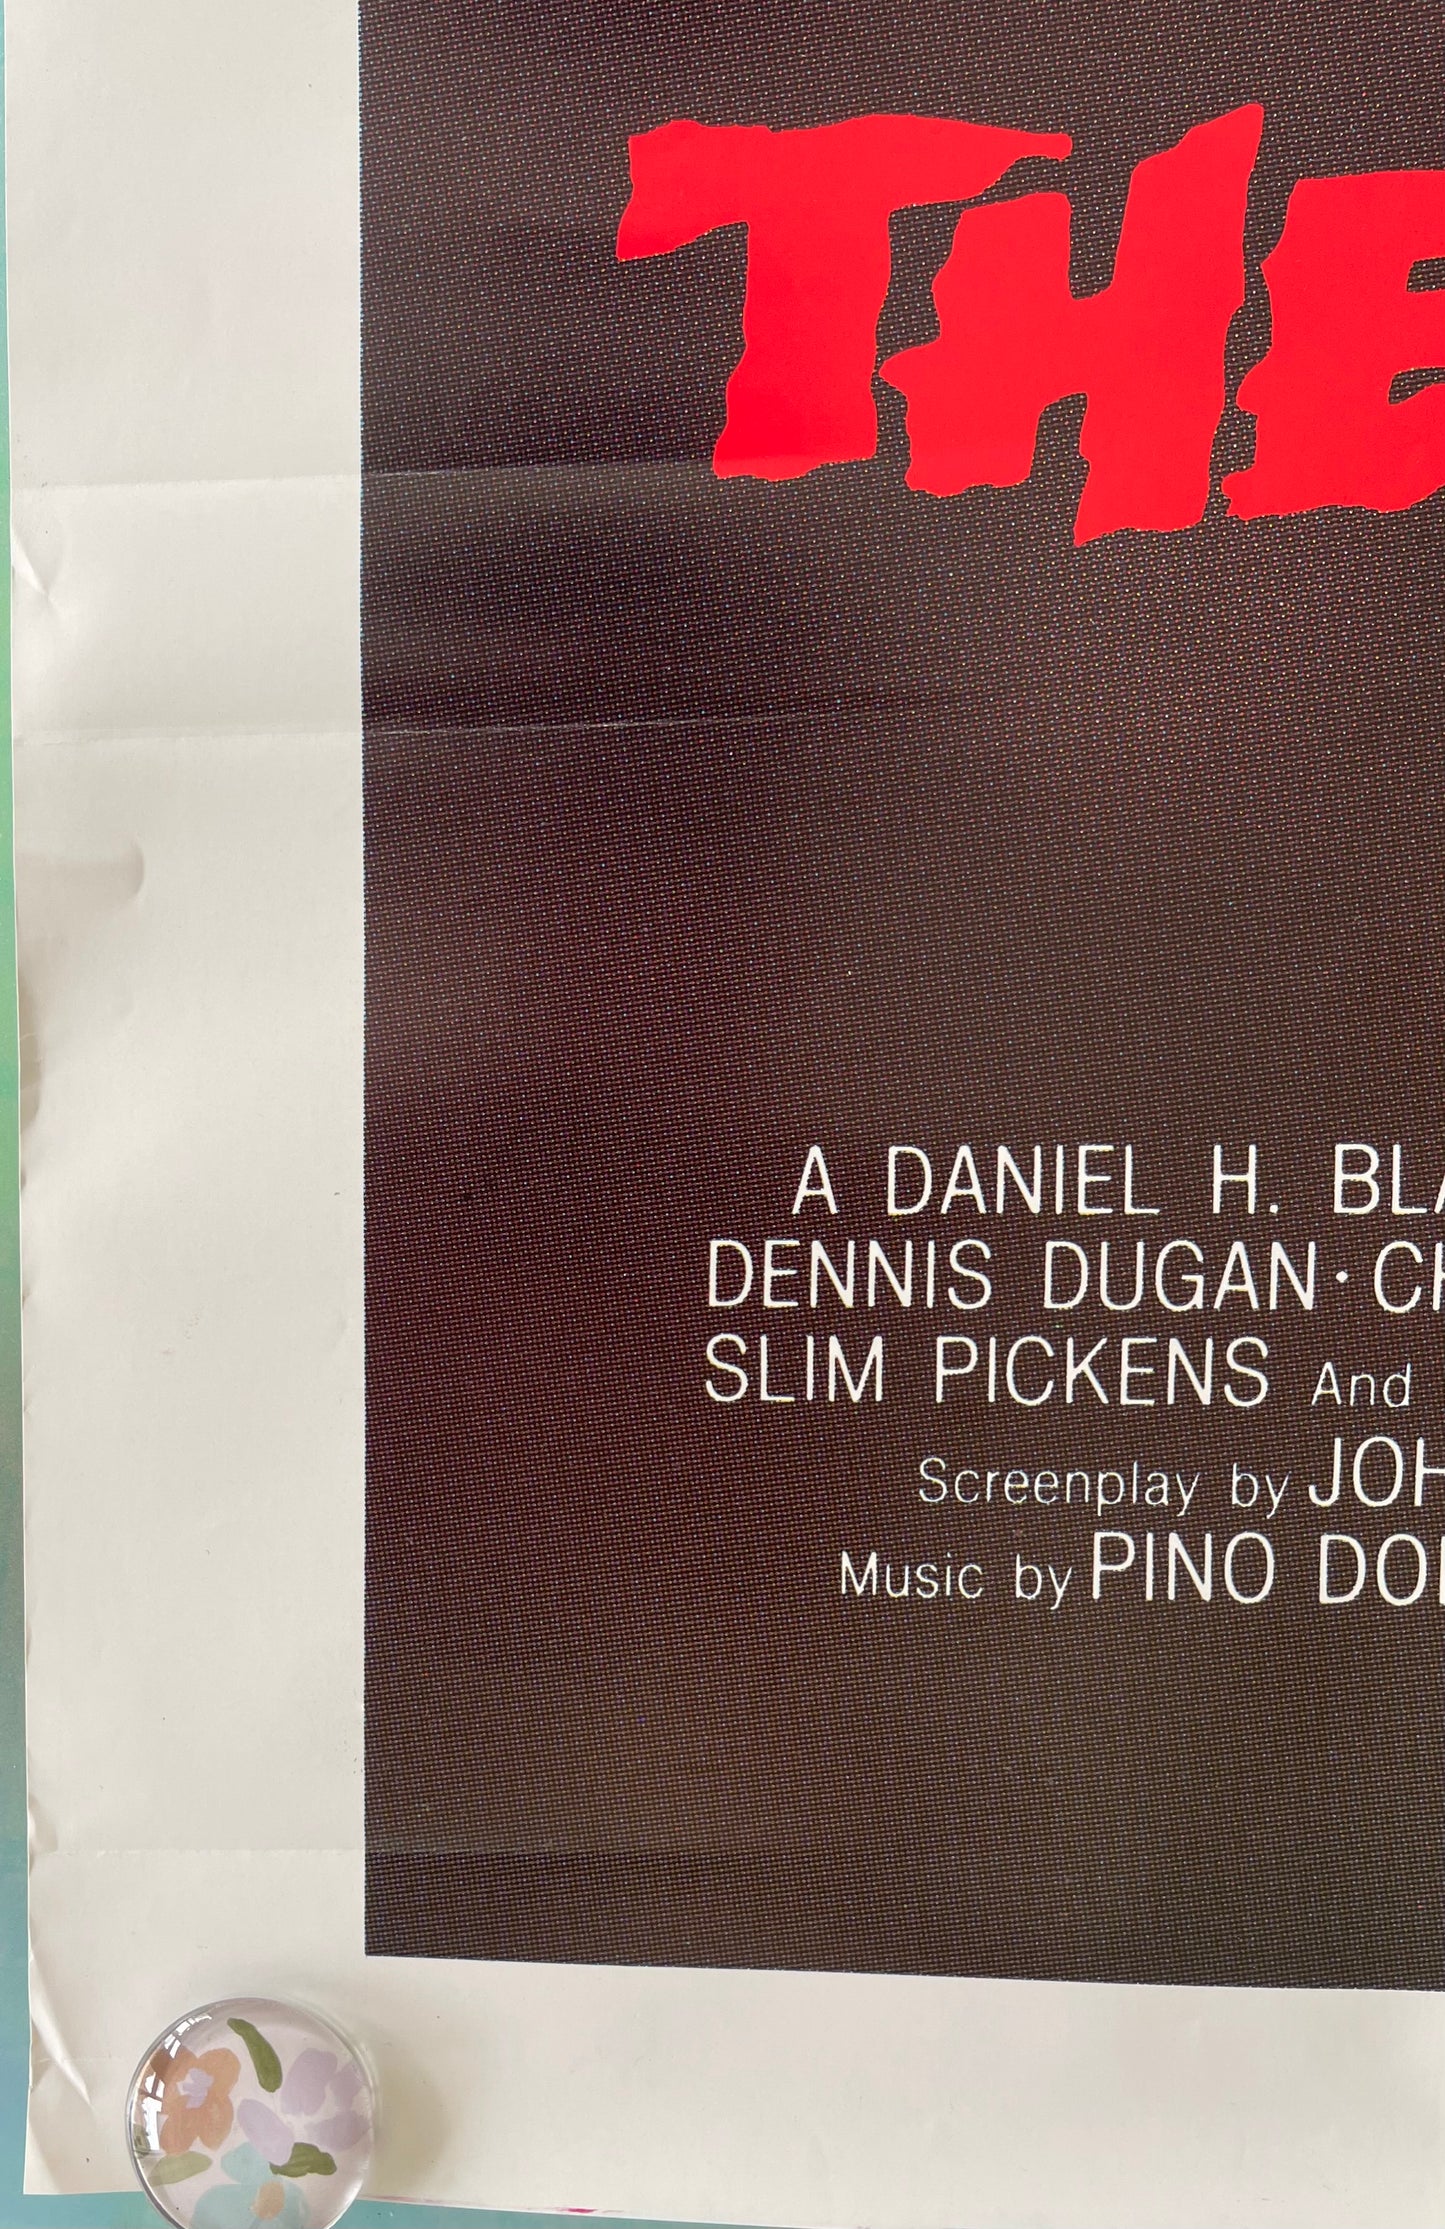 THE
A DANIEL H. BLA
DENNIS DUGAN · CH
SLIM PICKENS And
Screenplay by JOH
Music by PINO DO